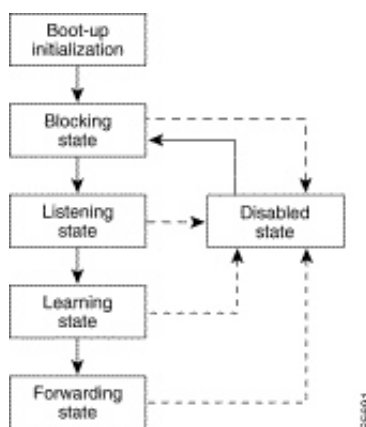 Boot-up
initialization
Blocking
state
Listening
state
Disabled
state
Learning
state
Forwarding
state